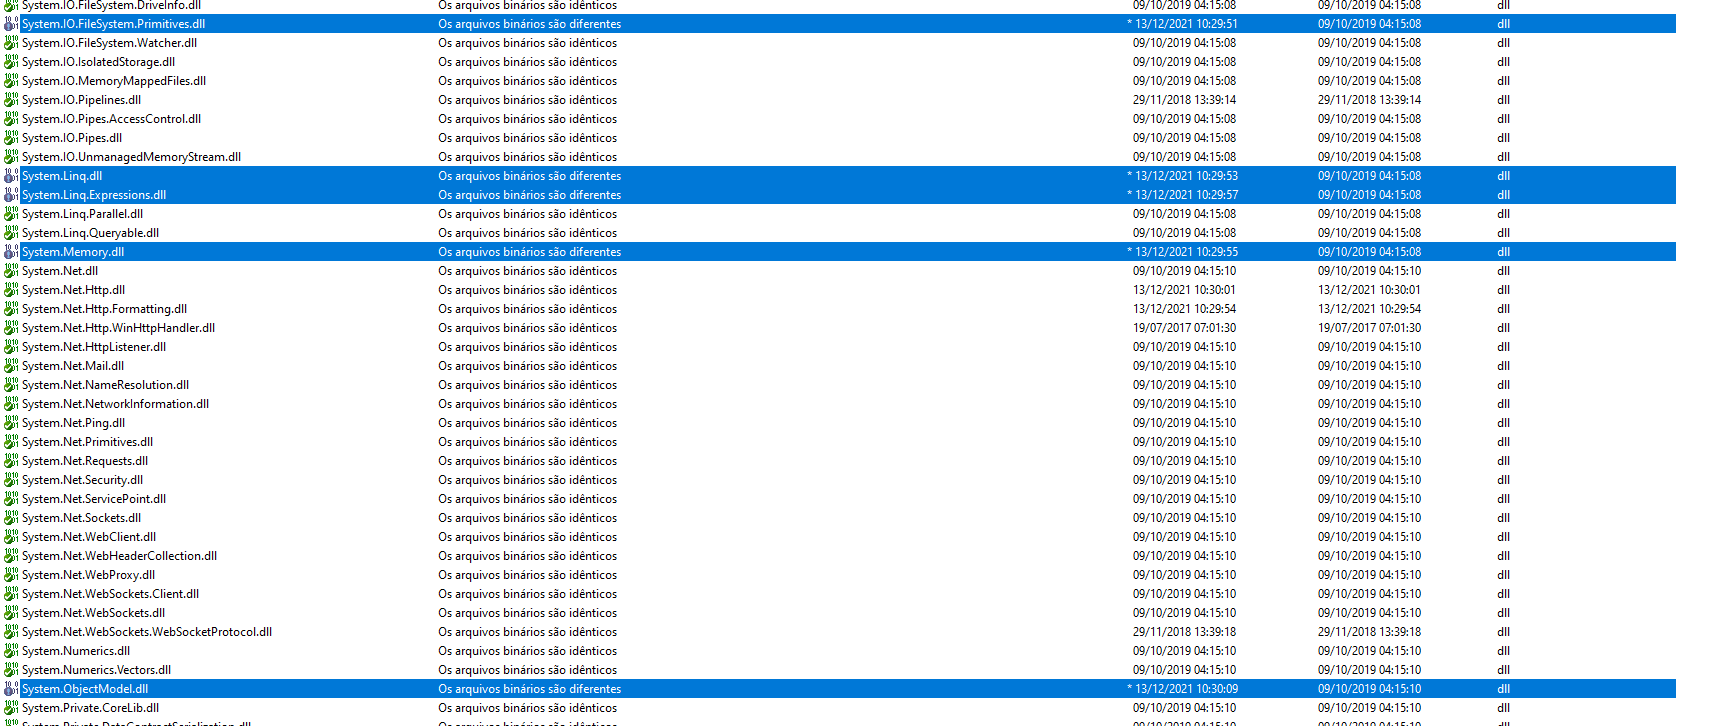 System.IO.FileSystem.DriveInfo.dll Os arquivos binários são idênticos 09/10/2019 04:15:08 09/10/2019 04:15:08 dll
System.IO.FileSystem.Primitives.dll Os arquivos binários são diferentes * 13/12/2021 10:29:51 09/10/2019 04:15:08 dll
System.IO.FileSystem.Watcher.dll Os arquivos binários são idênticos 09/10/2019 04:15:08 09/10/2019 04:15:08 dll
System.IO.IsolatedStorage.dll Os arquivos binários são idênticos 09/10/2019 04:15:08 09/10/2019 04:15:08 dll
System.IO.MemoryMappedFiles.dll Os arquivos binários são idênticos 09/10/2019 04:15:08 09/10/2019 04:15:08 dll
System.IO.Pipelines.dll Os arquivos binários são idênticos 29/11/2018 13:39:14 29/11/2018 13:39:14 dll
System.IO.Pipes.AccessControl.dll Os arquivos binários são idênticos 09/10/2019 04:15:08 09/10/2019 04:15:08 dll
System.IO.Pipes.dll Os arquivos binários são idênticos 09/10/2019 04:15:08 09/10/2019 04:15:08 dll
System.IO.UnmanagedMemoryStream.dll Os arquivos binários são idênticos 09/10/2019 04:15:08 09/10/2019 04:15:08 dll
System.Linq.dll Os arquivos binários são diferentes * 13/12/2021 10:29:53 09/10/2019 04:15:08 dll
System.Linq.Expressions.dll Os arquivos binários são diferentes * 13/12/2021 10:29:57 09/10/2019 04:15:08 dll
System.Linq.Parallel.dll Os arquivos binários são idênticos 09/10/2019 04:15:08 09/10/2019 04:15:08 dll
System.Linq.Queryable.dll Os arquivos binários são idênticos 09/10/2019 04:15:08 09/10/2019 04:15:08 dll
System.Memory.dll Os arquivos binários são diferentes * 13/12/2021 10:29:55 09/10/2019 04:15:08 dll
System.Net.dll Os arquivos binários são idênticos 09/10/2019 04:15:10 09/10/2019 04:15:10 dll
System.Net.Http.dll Os arquivos binários são idênticos 13/12/2021 10:30:01 13/12/2021 10:30:01 dll
System.Net.Http.Formatting.dll Os arquivos binários são idênticos 13/12/2021 10:29:54 13/12/2021 10:29:54 dll
System.Net.Http.WinHttpHandler.dll Os arquivos binários são idênticos 19/07/2017 07:01:30 19/07/2017 07:01:30 dll
System.Net.HttpListener.dll Os arquivos binários são idênticos 09/10/2019 04:15:10 09/10/2019 04:15:10 dll
System.Net.Mail.dll Os arquivos binários são idênticos 09/10/2019 04:15:10 09/10/2019 04:15:10 dll
System.Net.NameResolution.dll Os arquivos binários são idênticos 09/10/2019 04:15:10 09/10/2019 04:15:10 dll
System.Net.NetworkInformation.dll Os arquivos binários são idênticos 09/10/2019 04:15:10 09/10/2019 04:15:10 dll
System.Net.Ping.dll Os arquivos binários são idênticos 09/10/2019 04:15:10 09/10/2019 04:15:10 dll
System.Net.Primitives.dll Os arquivos binários são idênticos 09/10/2019 04:15:10 09/10/2019 04:15:10 dll
System.Net.Requests.dll Os arquivos binários são idênticos 09/10/2019 04:15:10 09/10/2019 04:15:10 dll
System.Net.Security.dll Os arquivos binários são idênticos 09/10/2019 04:15:10 09/10/2019 04:15:10 dll
System.Net.ServicePoint.dll Os arquivos binários são idênticos 09/10/2019 04:15:10 09/10/2019 04:15:10 dll
System.Net.Sockets.dll Os arquivos binários são idênticos 09/10/2019 04:15:10 09/10/2019 04:15:10 dll
System.Net.WebClient.dll Os arquivos binários são idênticos 09/10/2019 04:15:10 09/10/2019 04:15:10 dll
System.Net.WebHeaderCollection.dll Os arquivos binários são idênticos 09/10/2019 04:15:10 09/10/2019 04:15:10 dll
System.Net.WebProxy.dll Os arquivos binários são idênticos 09/10/2019 04:15:10 09/10/2019 04:15:10 dll
System.Net.WebSockets.Client.dll Os arquivos binários são idênticos 09/10/2019 04:15:10 09/10/2019 04:15:10 dll
System.Net.WebSockets.dll Os arquivos binários são idênticos 09/10/2019 04:15:10 09/10/2019 04:15:10 dll
System.Net.WebSockets.WebSocketProtocol.dll Os arquivos binários são idênticos 29/11/2018 13:39:18 29/11/2018 13:39:18 dll
System.Numerics.dll Os arquivos binários são idênticos 09/10/2019 04:15:10 09/10/2019 04:15:10 dll
System.Numerics.Vectors.dll Os arquivos binários são idênticos 09/10/2019 04:15:10 09/10/2019 04:15:10 dll
System.ObjectModel.dll Os arquivos binários são diferentes * 13/12/2021 10:30:09 09/10/2019 04:15:10 dll
System.Private.CoreLib.dll Os arquivos binários são idênticos 09/10/2019 04:15:10 09/10/2019 04:15:10 dll
System.Private.DataContractSerialization.dll Os arquivos binários são idênticos 09/10/2019 04:15:10 09/10/2019 04:15:10 dll